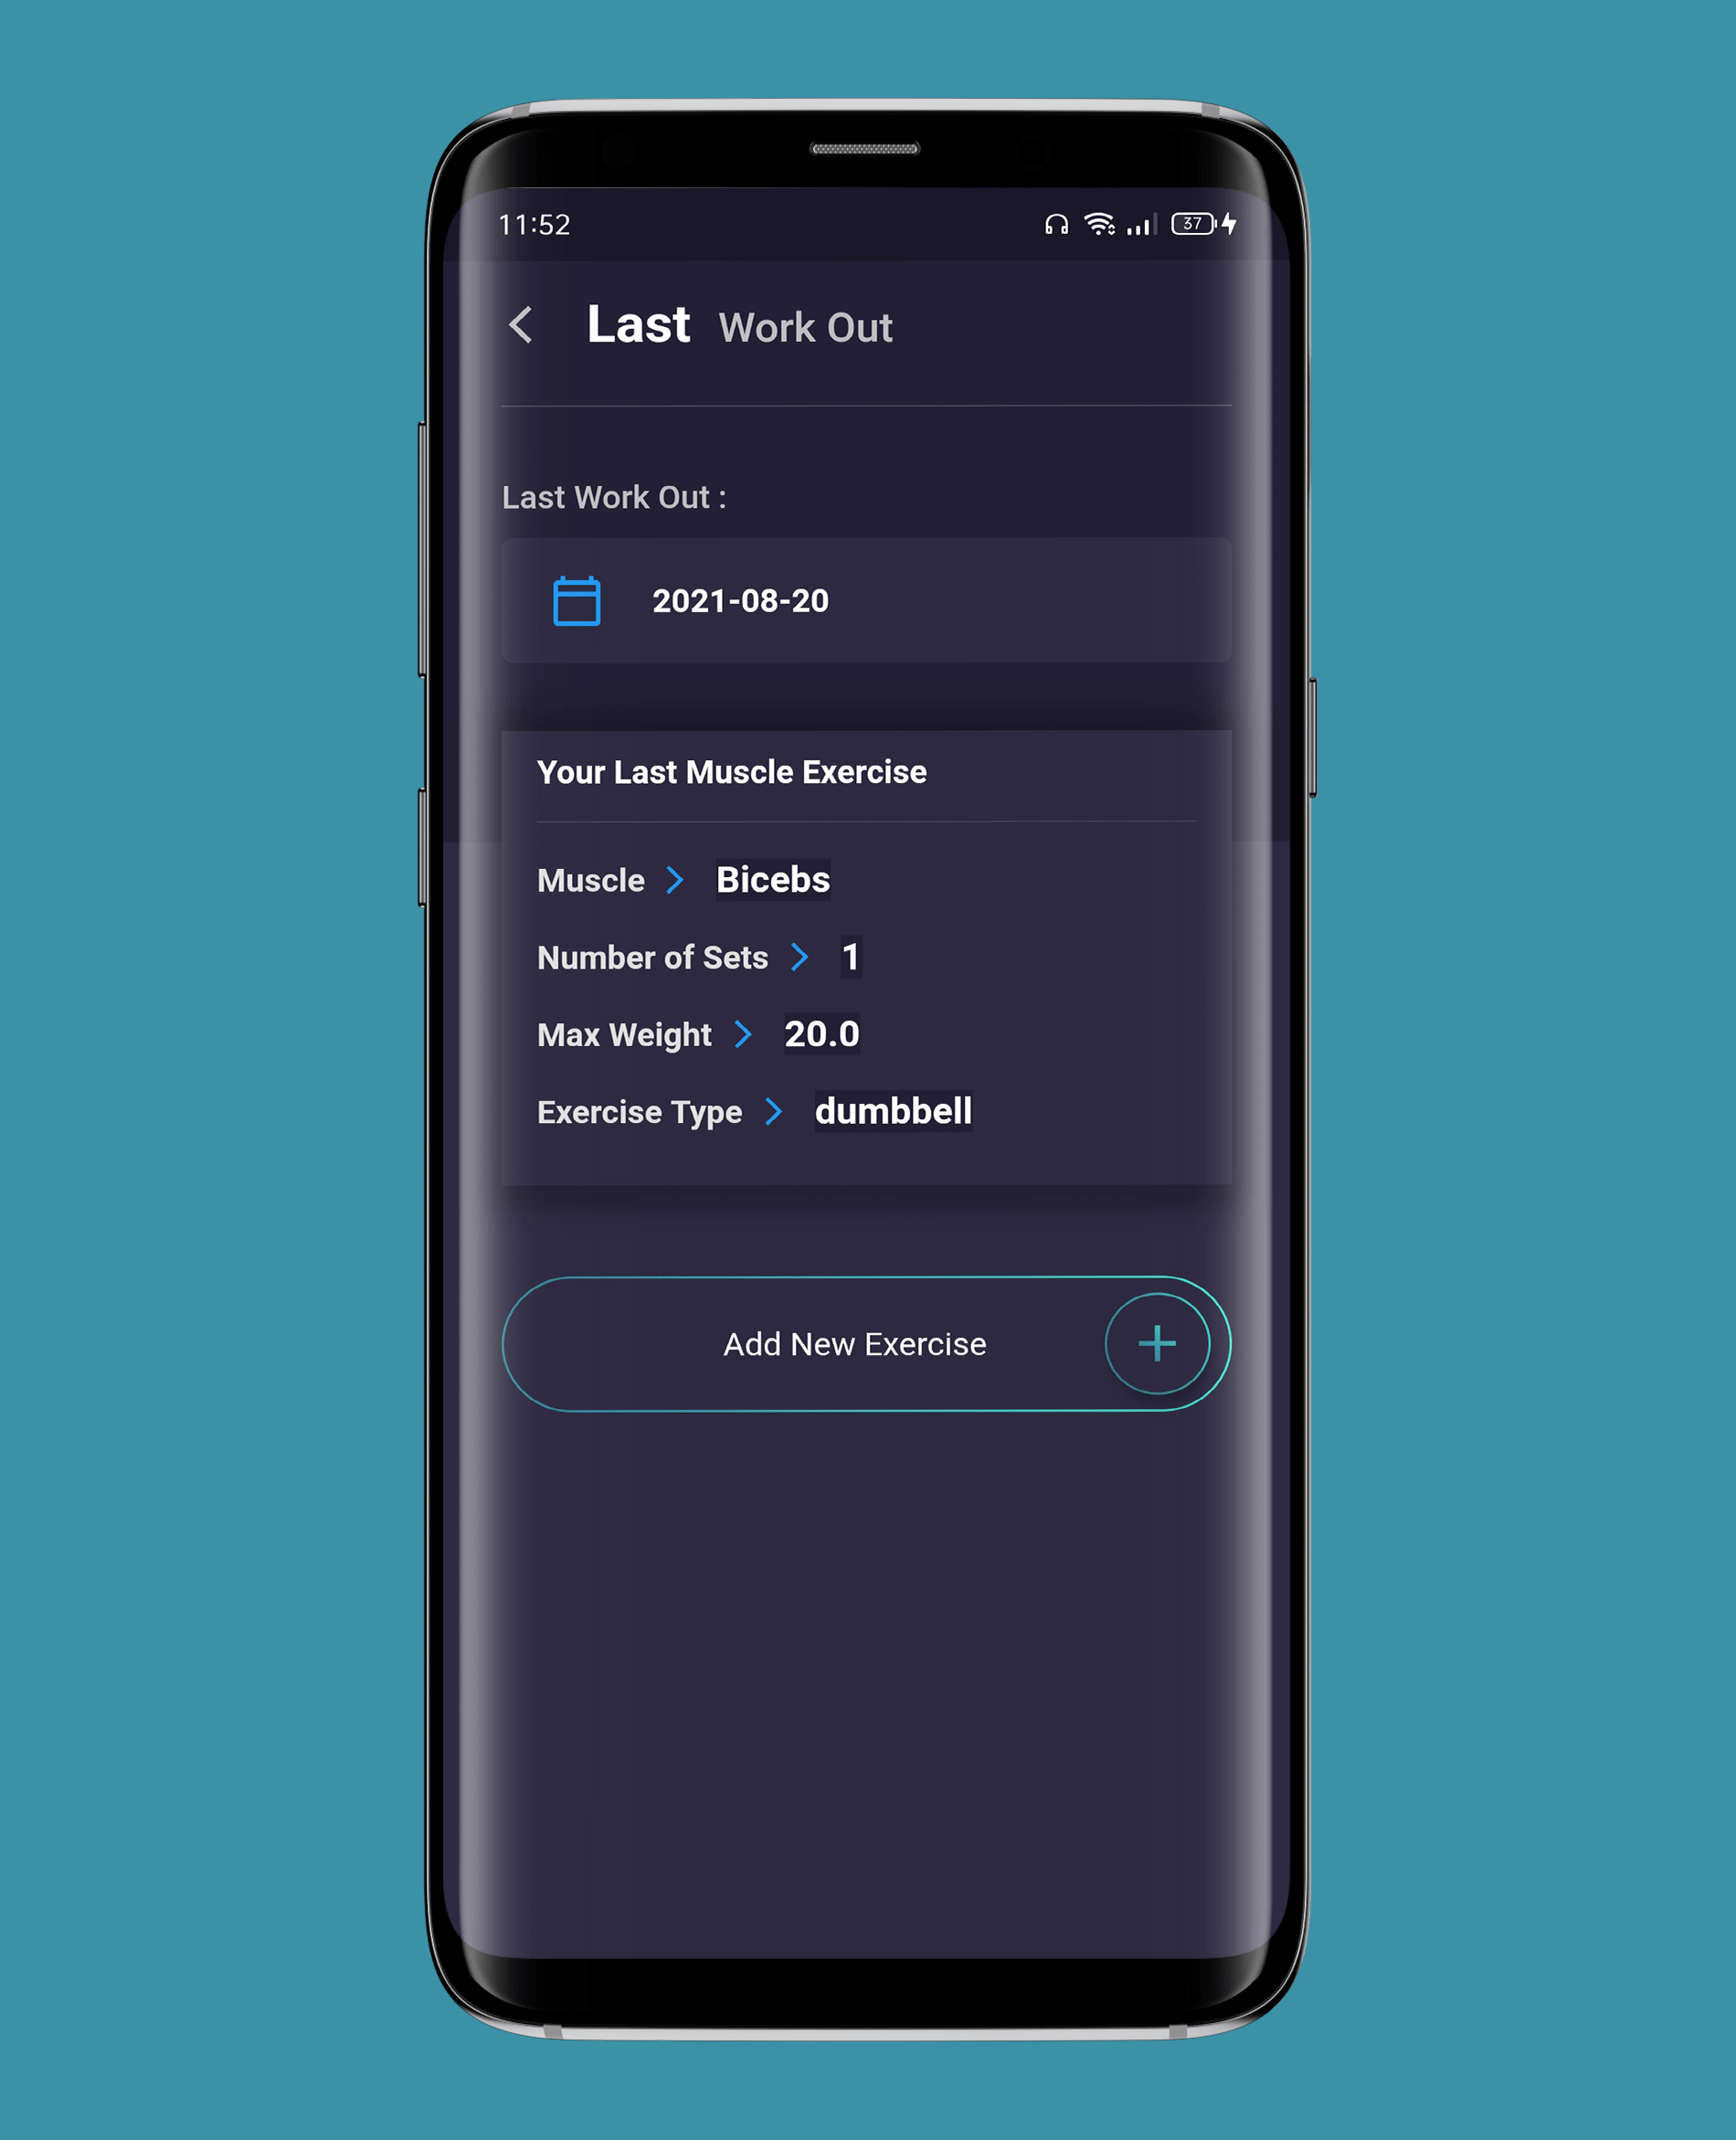 11:52 37
Last Work Out
Last Work Out :
2021-08-20
Your Last Muscle Exercise
Muscle > Bicebs
Number of Sets > 1
Max Weight > 20.0
Exercise Type > dumbbell
Add New Exercise +